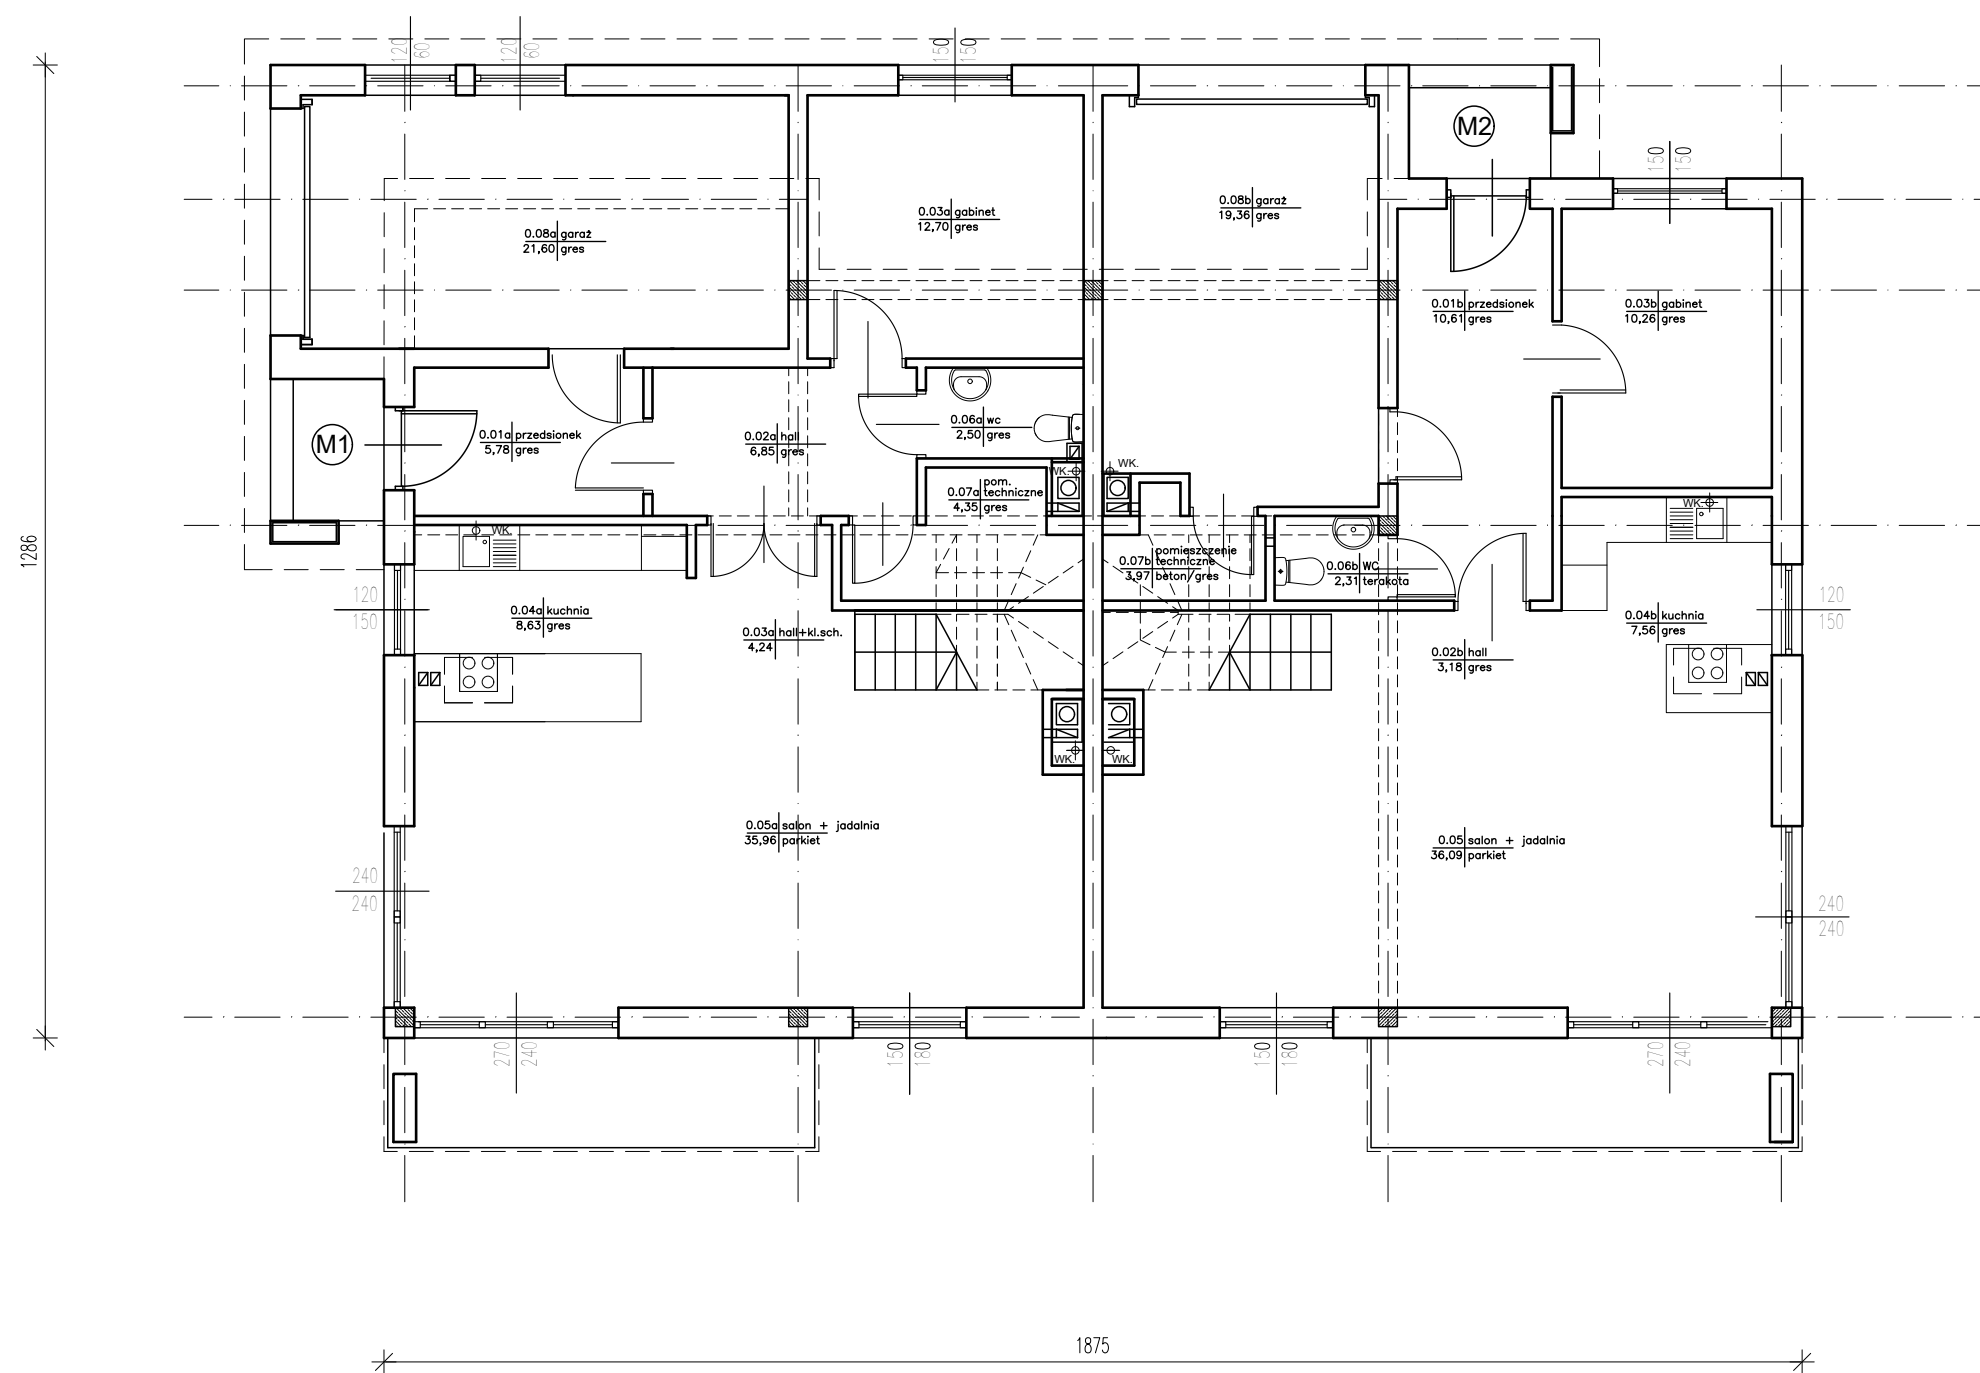 120
60
120
60
150
150
M2
150
150
0.08a garaż
21,60 gres
0.03a gabinet
12,70 gres
0.08b garaż
19,36 gres
0.01b przedsionek
10,61 gres
0.03b gabinet
10,26 gres
M1
0.01a przedsionek
5,78 gres
0.02a hall
6,85 gres
0.06a wc
2,50 gres
WK.
WK.
pom.
0.07a techniczne
4,35 gres
WK.
WK.
1286
pomieszczenie
0.07b techniczne
3,97 beton/gres
0.06b WC
2,31 terakota
120
150
0.04a kuchnia
8,63 gres
0.03a hall+kl.sch.
4,24
0.02b hall
3,18 gres
0.04b kuchnia
7,56 gres
120
150
WK.
WK.
0.05a salon + jadalnia
35,96 parkiet
0.05 salon + jadalnia
36,09 parkiet
240
240
240
240
270
240
150
180
150
180
270
240
1875